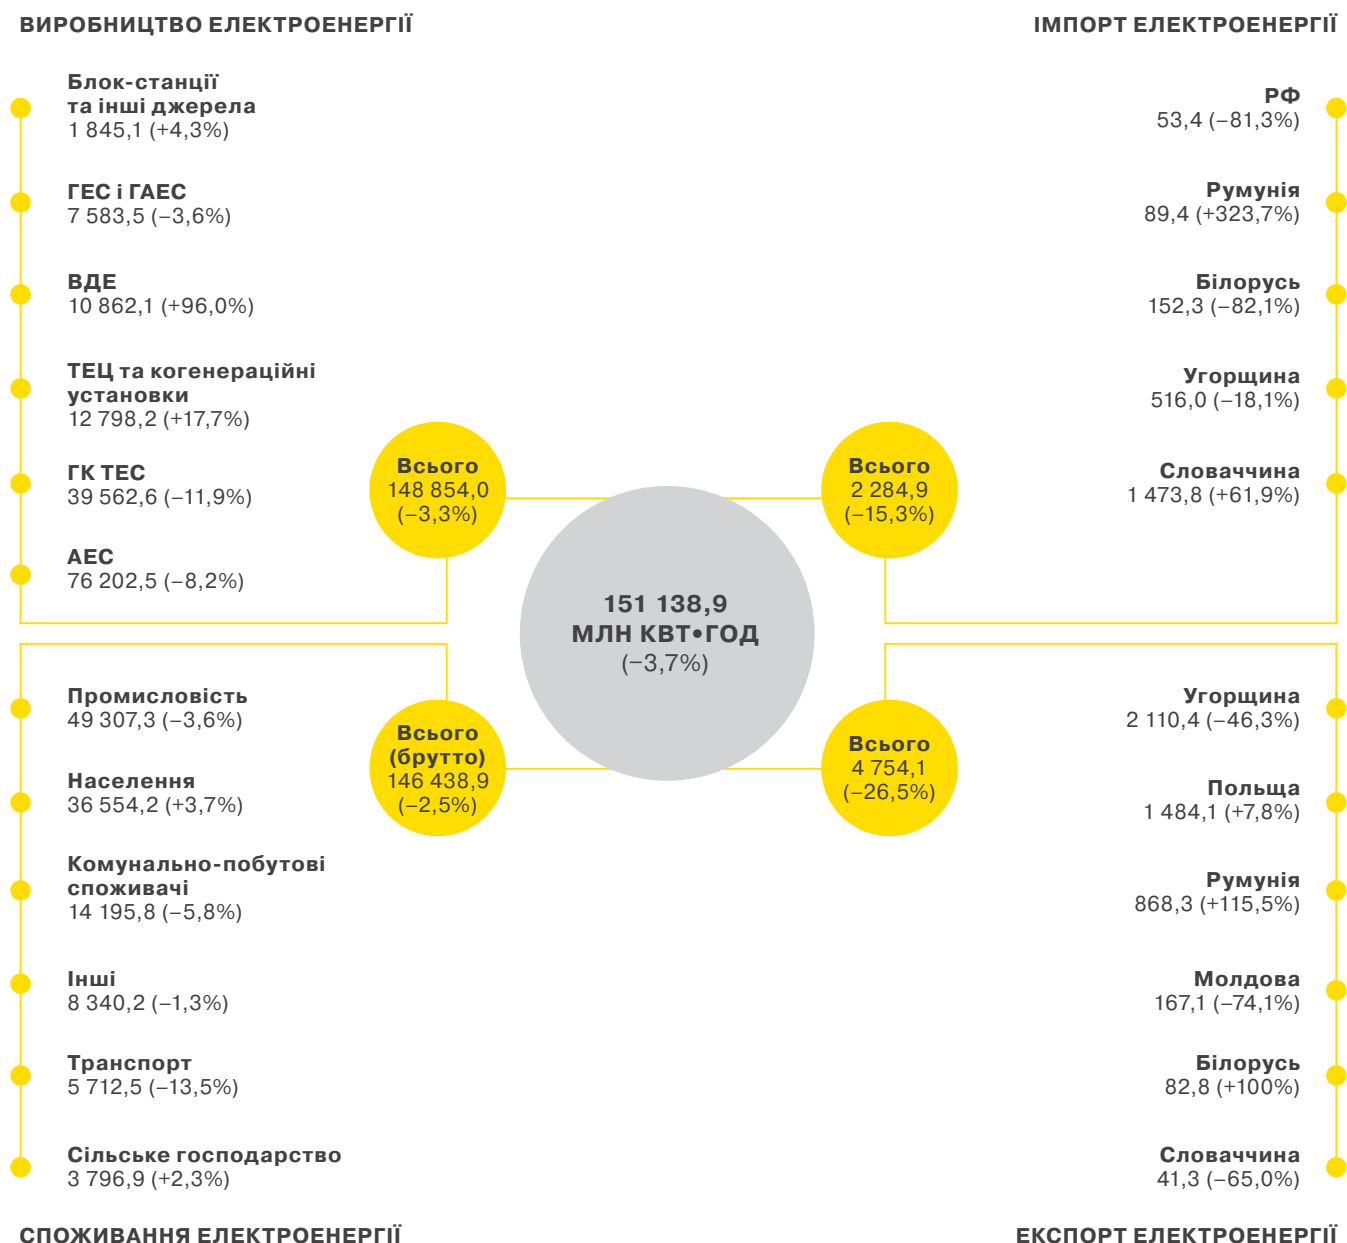 ВИРОБНИЦТВО ЕЛЕКТРОЕНЕРГІЇ
Блок-станції
та інші джерела
1 845,1 (+4,3%)
ГЕС і ГАЕС
7 583,5 (−3,6%)
ВДЕ
10 862,1 (+96,0%)
ТЕЦ та когенераційні
установки
12 798,2 (+17,7%)
ГК ТЕС
39 562,6 (−11,9%)
АЕС
76 202,5 (−8,2%)
Всього
148 854,0
(−3,3%)
ІМПОРТ ЕЛЕКТРОЕНЕРГІЇ
РФ
53,4 (−81,3%)
Румунія
89,4 (+323,7%)
Білорусь
152,3 (−82,1%)
Угорщина
516,0 (−18,1%)
Словаччина
1 473,8 (+61,9%)
Всього
2 284,9
(−15,3%)
151 138,9
МЛН КВТ•ГОД
(−3,7%)
Промисловість
49 307,3 (−3,6%)
Населення
36 554,2 (+3,7%)
Комунально-побутові
споживачі
14 195,8 (−5,8%)
Інші
8 340,2 (−1,3%)
Транспорт
5 712,5 (−13,5%)
Сільське господарство
3 796,9 (+2,3%)
Всього
(брутто)
146 438,9
(−2,5%)
СПОЖИВАННЯ ЕЛЕКТРОЕНЕРГІЇ
Всього
4 754,1
(−26,5%)
Угорщина
2 110,4 (−46,3%)
Польща
1 484,1 (+7,8%)
Румунія
868,3 (+115,5%)
Молдова
167,1 (−74,1%)
Білорусь
82,8 (+100%)
Словаччина
41,3 (−65,0%)
ЕКСПОРТ ЕЛЕКТРОЕНЕРГІЇ